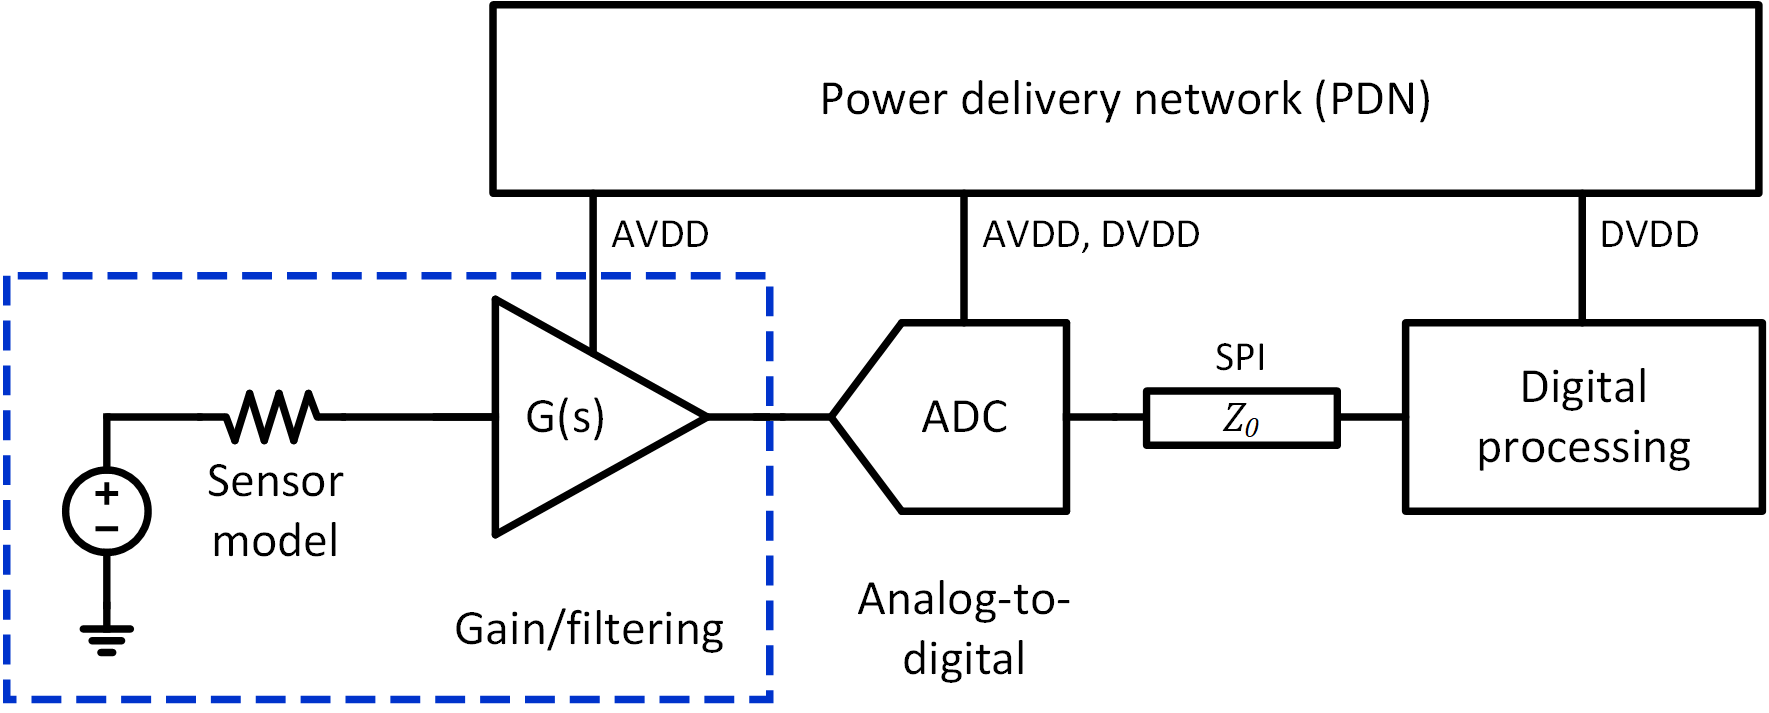 Power delivery network (PDN)
AVDD
AVDD, DVDD
DVDD
SPI
G(s)
ADC
Z0
Digital
processing
+
−
Sensor
model
Gain/filtering
Analog-to-
digital